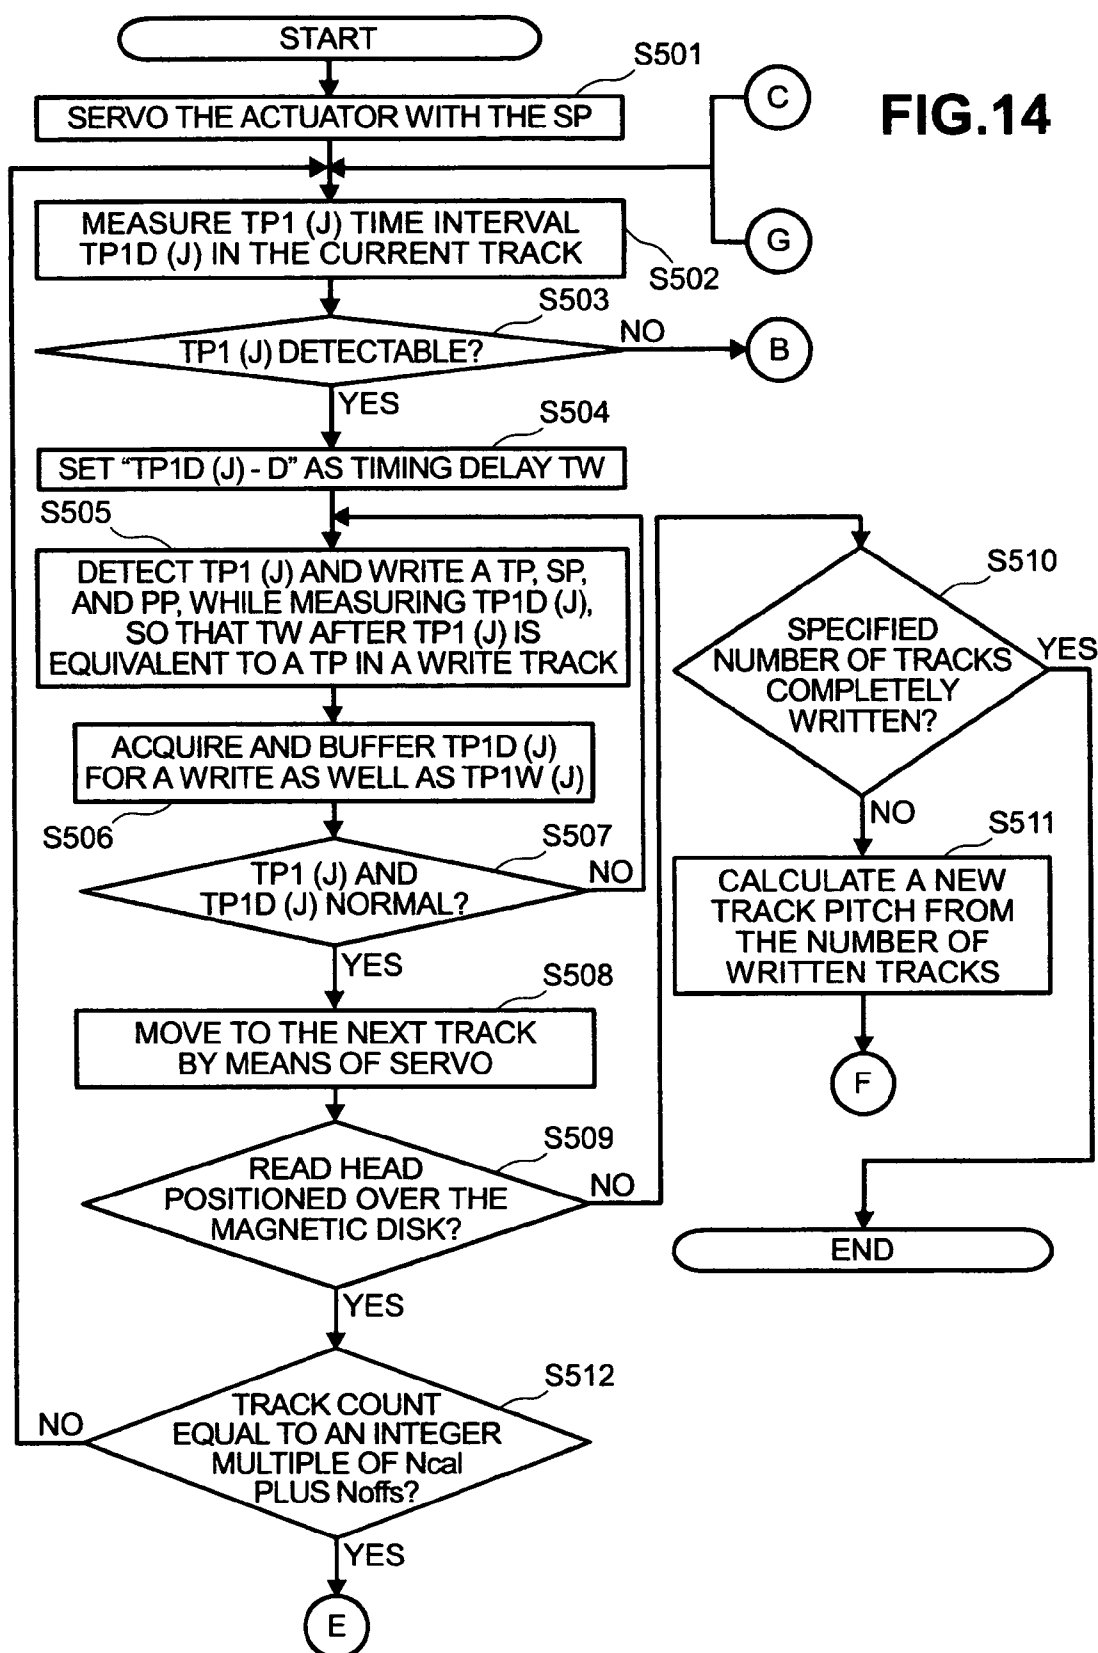 START
S501
C
FIG.14
SERVO THE ACTUATOR WITH THE SP
MEASURE TP1 (J) TIME INTERVAL
TP1D (J) IN THE CURRENT TRACK
G
S502
S503
TP1 (J) DETECTABLE?
NO
B
YES
S504
SET “TP1D (J) - D” AS TIMING DELAY TW
S505
DETECT TP1 (J) AND WRITE A TP, SP,
AND PP, WHILE MEASURING TP1D (J),
SO THAT TW AFTER TP1 (J) IS
EQUIVALENT TO A TP IN A WRITE TRACK
ACQUIRE AND BUFFER TP1D (J)
FOR A WRITE AS WELL AS TP1W (J)
S506
S507
TP1 (J) AND
TP1D (J) NORMAL?
NO
YES
S508
MOVE TO THE NEXT TRACK
BY MEANS OF SERVO
S509
READ HEAD
POSITIONED OVER THE
MAGNETIC DISK?
NO
YES
S510
SPECIFIED
NUMBER OF TRACKS
COMPLETELY
WRITTEN?
YES
NO
S511
CALCULATE A NEW
TRACK PITCH FROM
THE NUMBER OF
WRITTEN TRACKS
F
END
S512
TRACK COUNT
EQUAL TO AN INTEGER
MULTIPLE OF Ncal
PLUS Noffs?
NO
YES
E